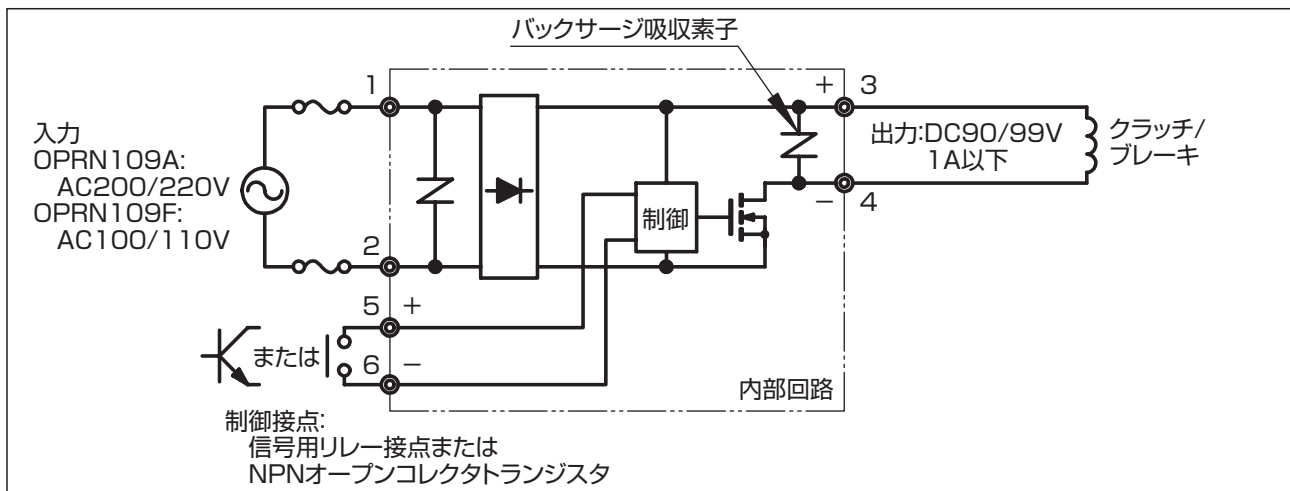 バックサージ吸収素子
1
+ 3
入力
OPRN109A:
AC200/220V
OPRN109F:
AC100/110V
出力:DC90/99V
1A以下
クラッチ/
ブレーキ
制御
− 4
2
5 +
または
6 −
内部回路
制御接点:
信号用リレー接点または
NPNオープンコレクタトランジスタ